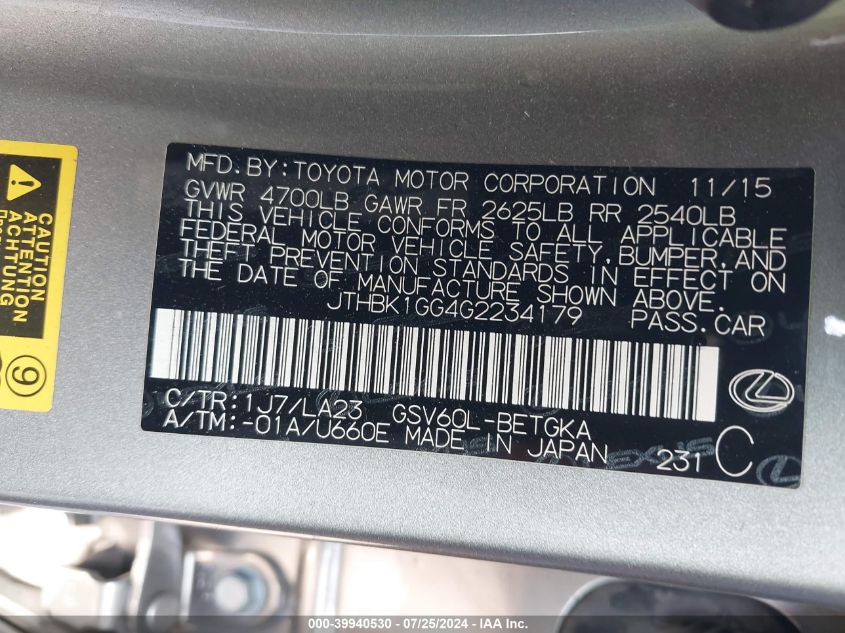 MFD.BY:TOYOTA MOTOR CORPORATION 11/15
GVWR 4700LB GAWR FR 2625LB RR 2540LB
THIS VEHICLE CONFORMS TO ALL APPLICABLE
FEDERAL MOTOR VEHICLE SAFETY,BUMPER,AND
THEFT PREVENTION STANDARDS IN EFFECT ON
THE DATE OF MANUFACTURE SHOWN ABOVE.
JTHBK1GG4G2234179 PASS.CAR
C/TR:1J7/LA23 GSV60L-BETGKA
A/TM:-01A/U660E MADE IN JAPAN 231 C
CAUTION
ATTENTION
ACHTUNG
9
000-39940530 - 07/25/2024 - IAA Inc.